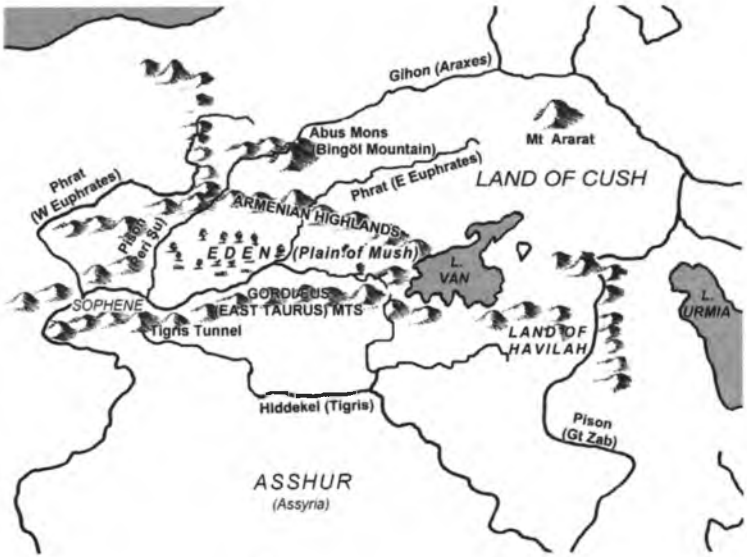 Gihon (Araxes)
Abus Mons
(Bingöl Mountain)
Mt Ararat
Phrat
(W Euphrates)
Phrat (E Euphrates)
LAND OF CUSH
Pison
(Peri Şu)
ARMENIAN HIGHLANDS
EDEN (Plain of Mush)
L.
VAN
SOPHENE
GORDIEUS
(EAST TAURUS) MTS
Tigris Tunnel
LAND OF
HAVILAH
L.
URMIA
Hiddekel (Tigris)
Pison
(Gt Zab)
ASSHUR
(Assyria)